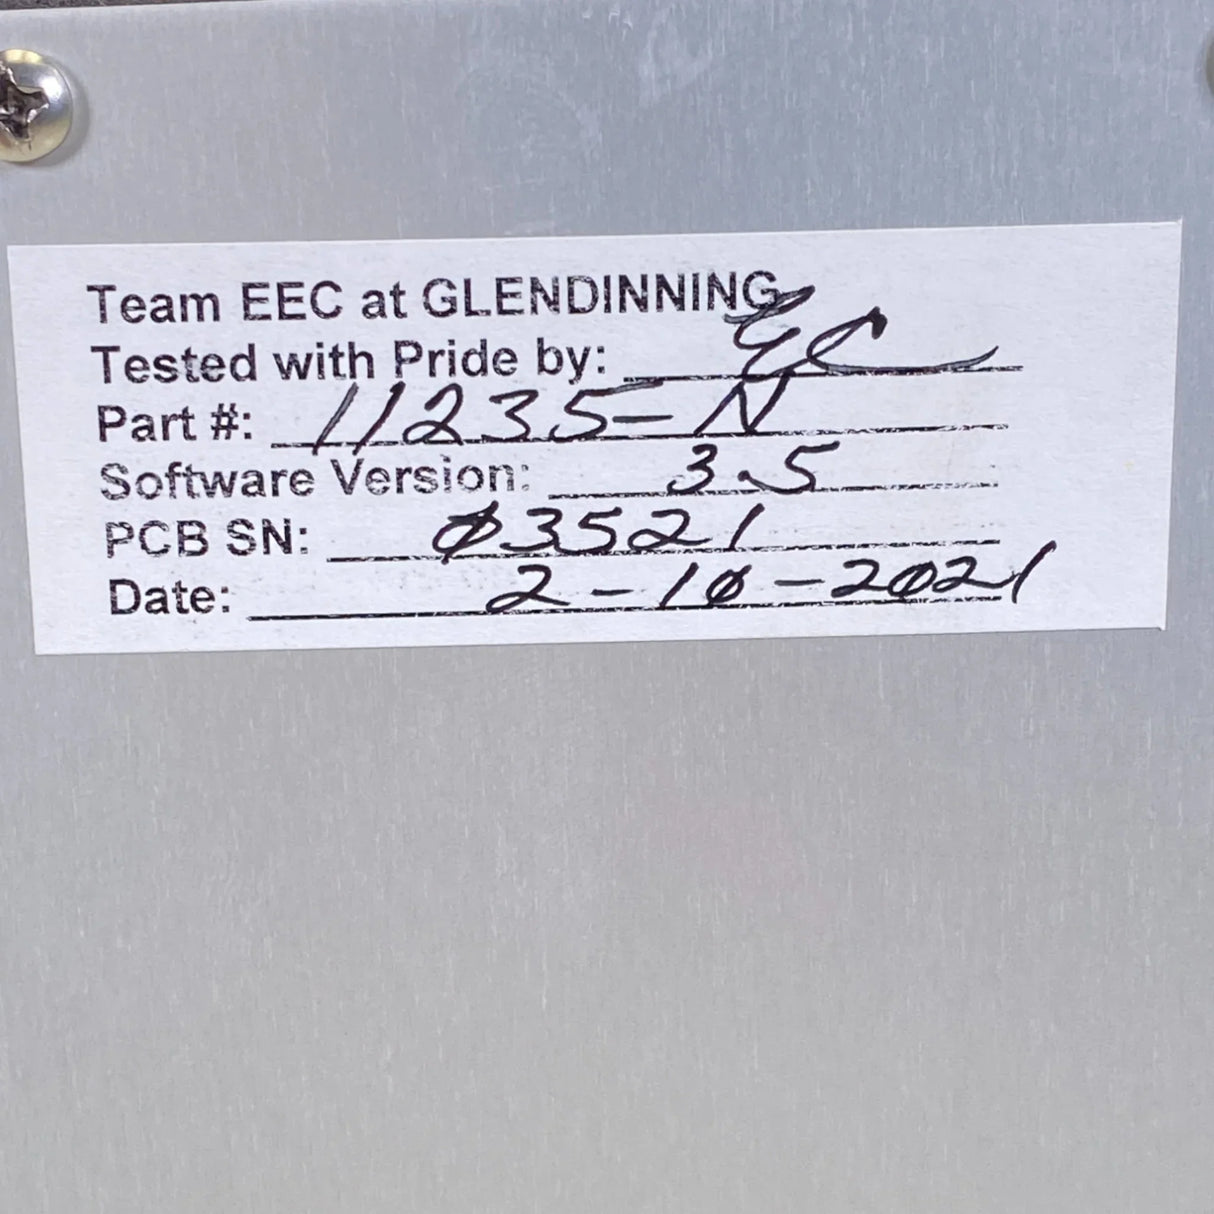 Team EEC at GLENDINNING
Tested with Pride by:
Part #: 11235-N
Software Version: 3.5
PCB SN: Ø3521
Date: 2-1Ø-2Ø21